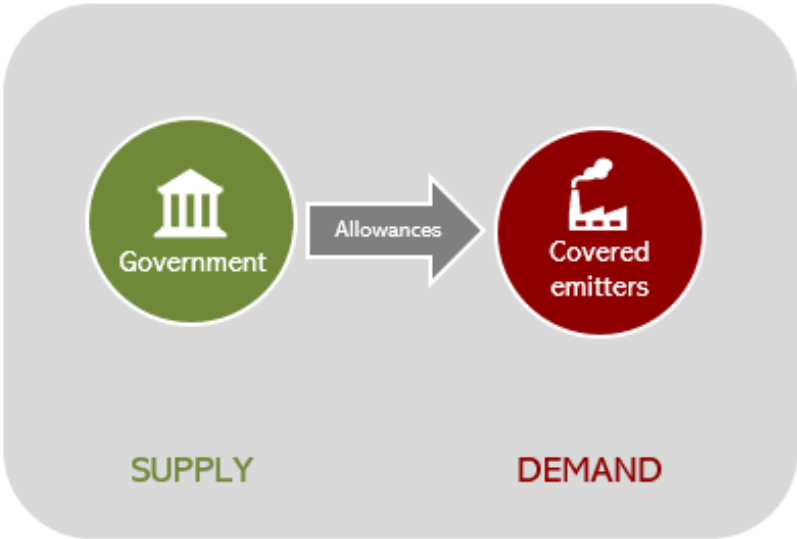 Government
Allowances
Covered
emitters
SUPPLY
DEMAND